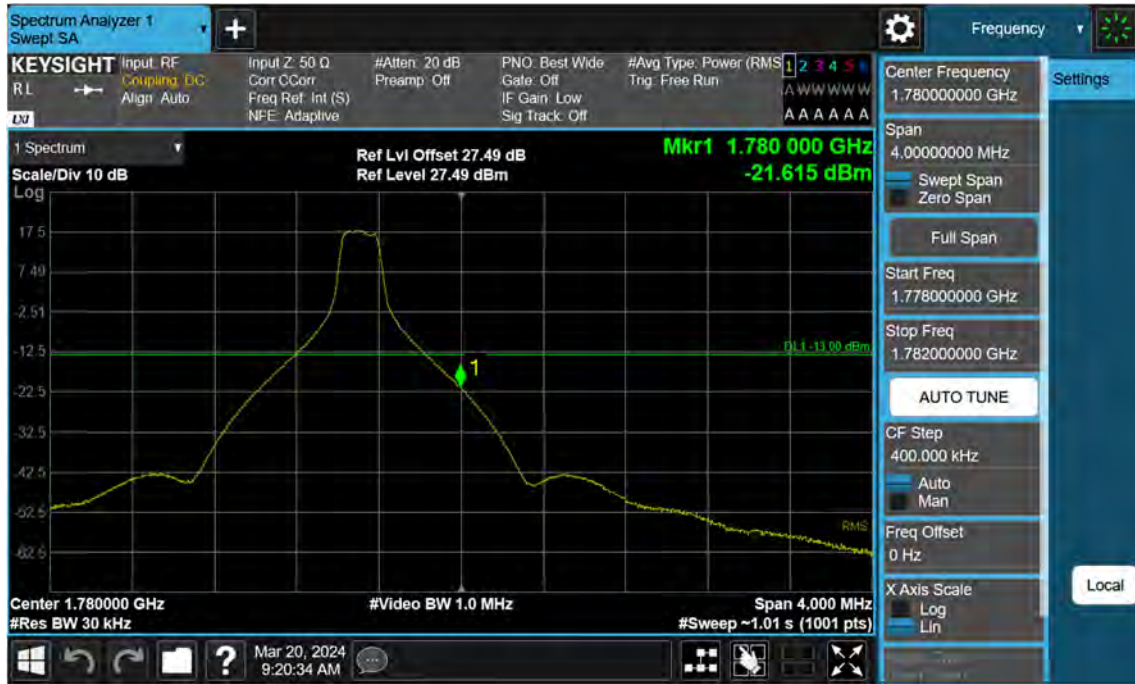 Spectrum Analyzer 1
Swept SA
+
Frequency
KEYSIGHT
RL
LXI
Input: RF
Coupling: DC
Align: Auto
Input Z: 50 Ω
Corr CCorr
Freq Ref: Int (S)
NFE: Adaptive
#Atten: 20 dB
Preamp: Off
PNO: Best Wide
Gate: Off
IF Gain: Low
Sig Track: Off
#Avg Type: Power (RMS
Trig: Free Run
1 2 3 4 5 6
A W W W W W
A A A A A A
1 Spectrum
Scale/Div 10 dB
Log
Ref Lvl Offset 27.49 dB
Ref Level 27.49 dBm
Mkr1 1.780 000 GHz
-21.615 dBm
17.5
7.49
-2.51
-12.5
-22.5
-32.5
-42.5
-52.5
-62.5
DL1 -13.00 dBm
1
RMS
Center 1.780000 GHz
#Res BW 30 kHz
#Video BW 1.0 MHz
Span 4.000 MHz
#Sweep ~1.01 s (1001 pts)
Center Frequency
1.780000000 GHz
Span
4.00000000 MHz
Swept Span
Zero Span
Full Span
Start Freq
1.778000000 GHz
Stop Freq
1.782000000 GHz
AUTO TUNE
CF Step
400.000 kHz
Auto
Man
Freq Offset
0 Hz
X Axis Scale
Log
Lin
Settings
Local
?
Mar 20, 2024
9:20:34 AM